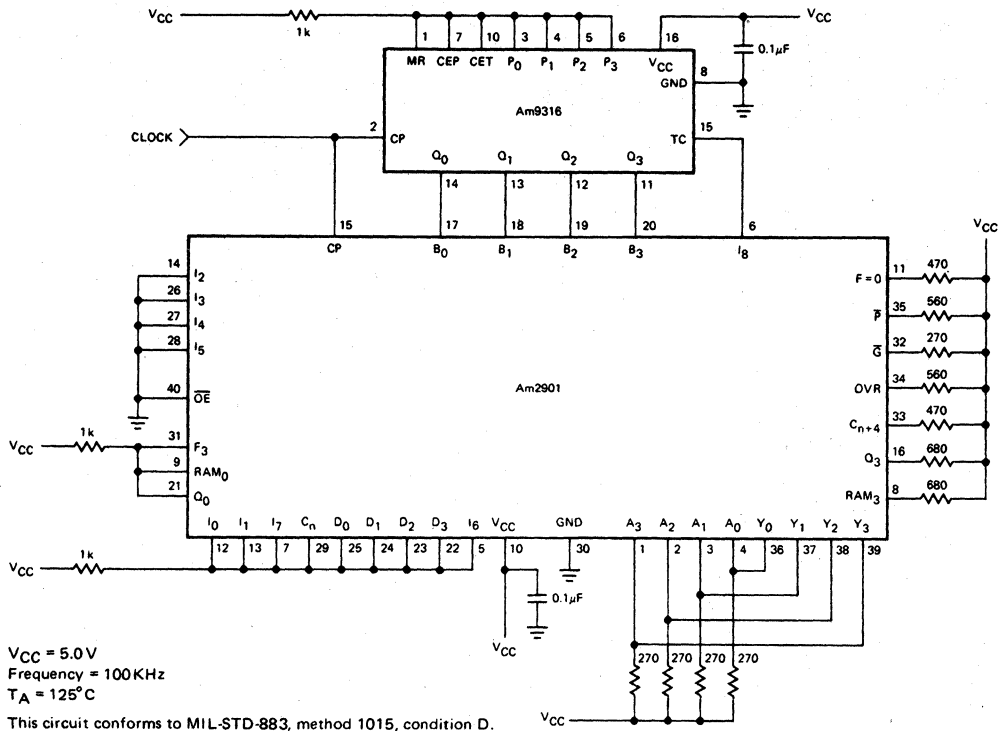 VCC 1k VCC
1 7 10 3 4 5 6 16
MR CEP CET P0 P1 P2 P3 VCC
0.1μF
GND 8
Am9316
CLOCK 2 CP TC 15
Q0 Q1 Q2 Q3
14 13 12 11
15 17 18 19 20 6
CP B0 B1 B2 B3 I8
VCC
14 I2
26 I3
27 I4
28 I5
40 OE
VCC 1k 31 F3
9 RAM0
21 Q0
Am2901
F=0 11 470
P 35 560
G 32 270
OVR 34 560
Cn+4 33 470
Q3 16 680
RAM3 8 680
I0 I1 I7 Cn D0 D1 D2 D3 I6 VCC GND A3 A2 A1 A0 Y0 Y1 Y2 Y3
12 13 7 29 25 24 23 22 5 10 30 1 2 3 4 36 37 38 39
VCC 1k
0.1μF
VCC
270 270 270 270
VCC
VCC = 5.0 V
Frequency = 100 KHz
TA = 125°C
This circuit conforms to MIL-STD-883, method 1015, condition D.